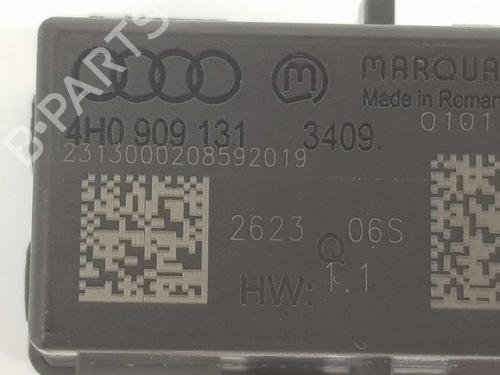 MARQUA
Made in Roman
4H0 909 131 3409. 0101
2313000208592019
2623 Q 06S
HW: 1.1
B-PARTS